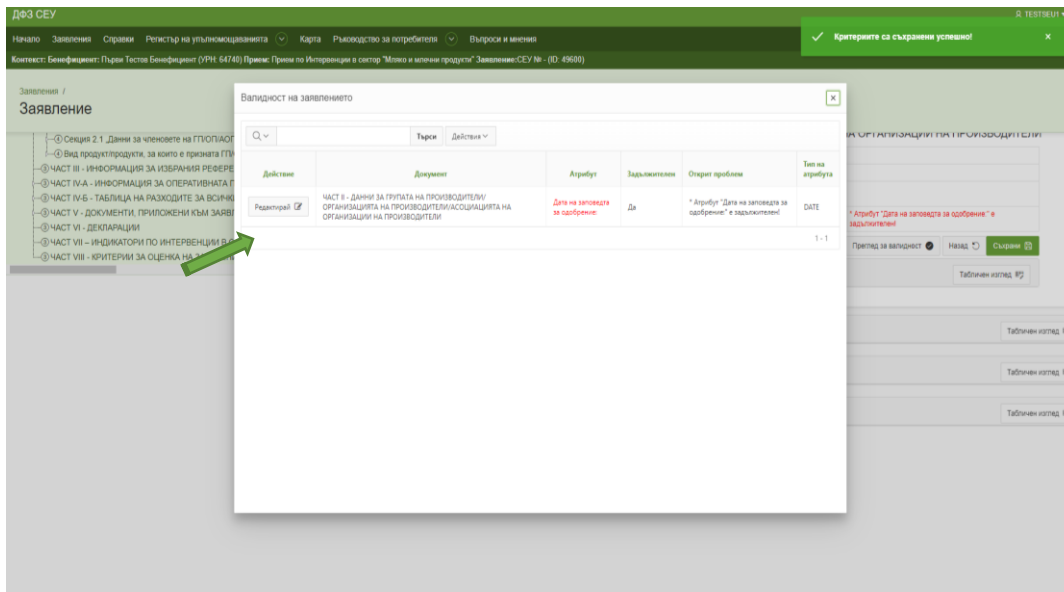 ДФЗ СЕУ
TESTSEU1
Начало Заявления Справки Регистър на упълномощаванията Карта Ръководство за потребителя Въпроси и мнения
Критериите са съхранени успешно!
Контекст: Бенефициент: Първи Тестов Бенефициент (УРН: 64740) Прием: Прием по Интервенции в сектор "Мляко и млечни продукти" Заявление:СЕУ № - (ID: 49600)
Заявления /
Заявление
Валидност на заявлението
Секция 2.1 Данни за членовете на ГП/ОП/АОГ
Вид продукт/продукти, за които е призната ГП/
ЧАСТ III - ИНФОРМАЦИЯ ЗА ИЗБРАНИЯ РЕФЕРЕ
ЧАСТ IV-А - ИНФОРМАЦИЯ ЗА ОПЕРАТИВНАТА П
ЧАСТ IV-Б - ТАБЛИЦА НА РАЗХОДИТЕ ЗА ВСИЧКИ
ЧАСТ V - ДОКУМЕНТИ, ПРИЛОЖЕНИ КЪМ ЗАЯВЛ
ЧАСТ VI - ДЕКЛАРАЦИИ
ЧАСТ VII – ИНДИКАТОРИ ПО ИНТЕРВЕНЦИИ В С
ЧАСТ VIII - КРИТЕРИИ ЗА ОЦЕНКА НА
Търси Действия
Действие Документ Атрибут Задължителен Открит проблем Тип на атрибута
Редактирай
ЧАСТ II - ДАННИ ЗА ГРУПАТА НА ПРОИЗВОДИТЕЛИ/
ОРГАНИЗАЦИЯТА НА ПРОИЗВОДИТЕЛИ/АСОЦИАЦИЯТА НА
ОРГАНИЗАЦИИ НА ПРОИЗВОДИТЕЛИ
Дата на заповедта
за одобрение:
Да
* Атрибут "Дата на заповедта за
одобрение:" е задължителен!
DATE
1 - 1
НА ОРГАНИЗАЦИИ НА ПРОИЗВОДИТЕЛИ
* Атрибут "Дата на заповедта за одобрение:" е
задължителен!
Преглед за валидност Назад Съхрани
Табличен изглед
Табличен изглед
Табличен изглед
Табличен изглед